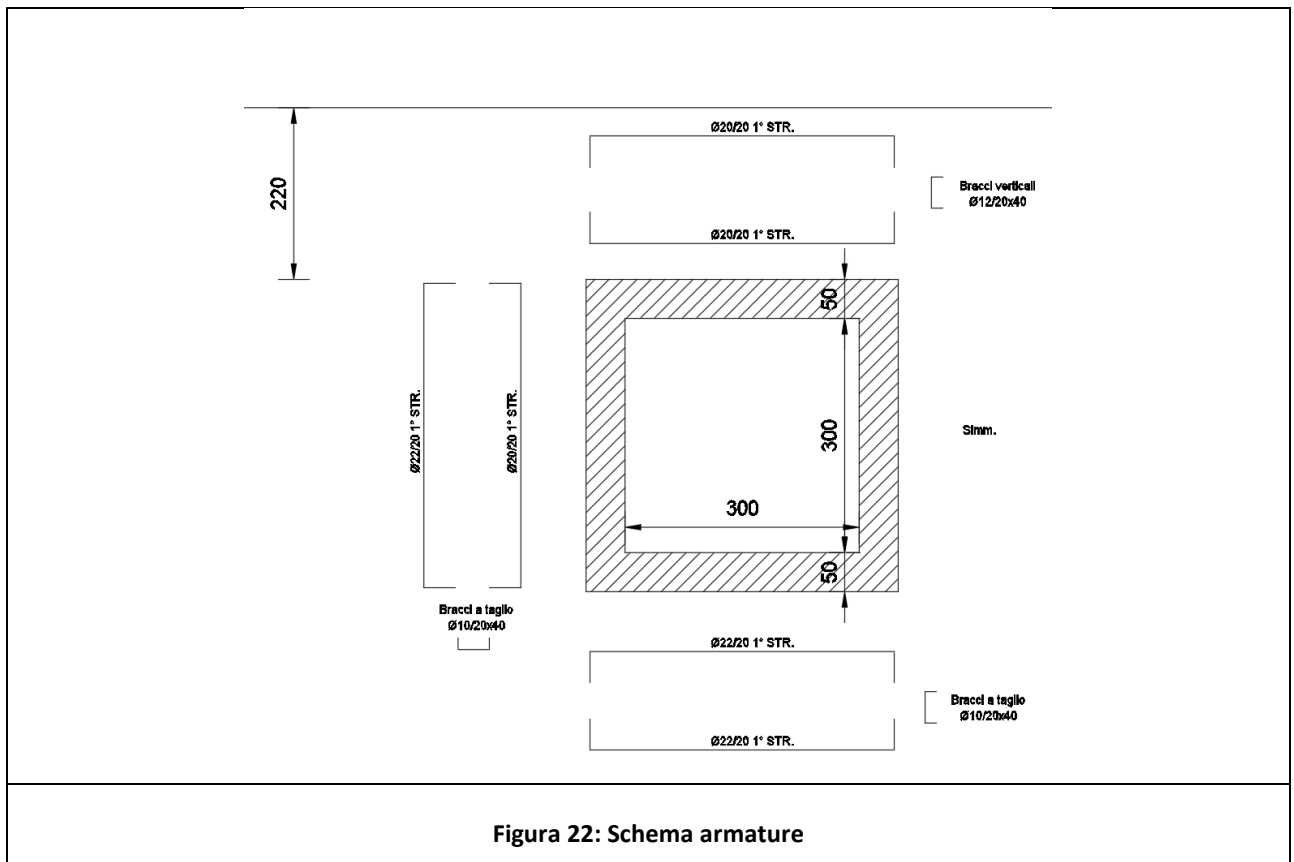 Ø20/20 1° STR.
220
Bracci verticali
Ø12/20x40
Ø20/20 1° STR.
50
Ø22/20 1° STR.
Ø20/20 1° STR.
300
Simm.
300
50
Bracci a taglio
Ø10/20x40
Ø22/20 1° STR.
Bracci a taglio
Ø10/20x40
Ø22/20 1° STR.
Figura 22: Schema armature